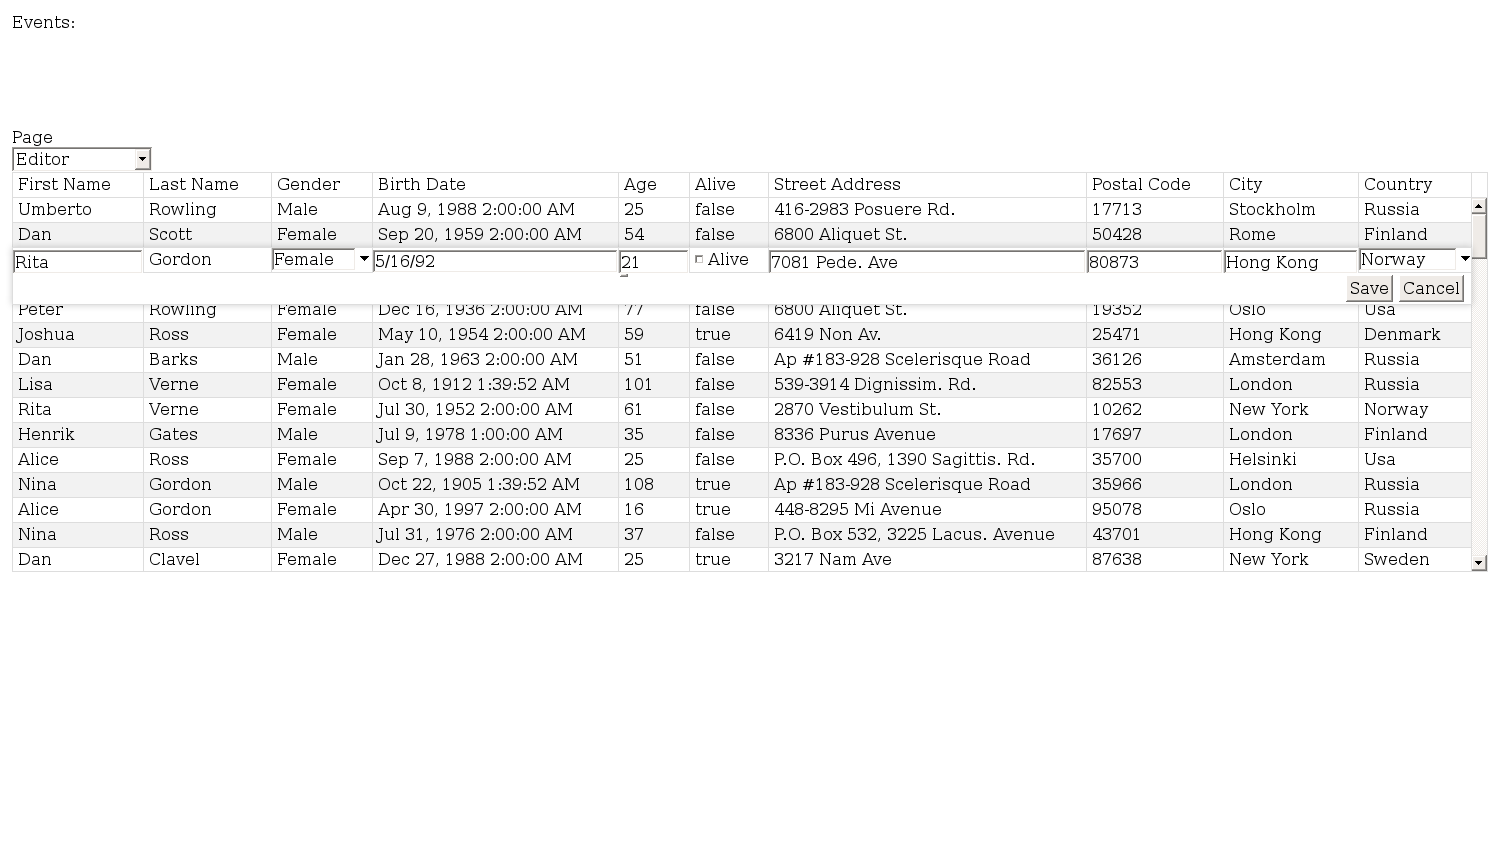 Events:
Page
Editor
First Name Last Name Gender Birth Date Age Alive Street Address Postal Code City Country
Umberto Rowling Male Aug 9, 1988 2:00:00 AM 25 false 416-2983 Posuere Rd. 17713 Stockholm Russia
Dan Scott Female Sep 20, 1959 2:00:00 AM 54 false 6800 Aliquet St. 50428 Rome Finland
Rita Gordon Female 5/16/92 21 Alive 7081 Pede. Ave 80873 Hong Kong Norway
Save Cancel
Peter Rowling Female Dec 16, 1936 2:00:00 AM 77 false 6800 Aliquet St. 19352 Oslo Usa
Joshua Ross Female May 10, 1954 2:00:00 AM 59 true 6419 Non Av. 25471 Hong Kong Denmark
Dan Barks Male Jan 28, 1963 2:00:00 AM 51 false Ap #183-928 Scelerisque Road 36126 Amsterdam Russia
Lisa Verne Female Oct 8, 1912 1:39:52 AM 101 false 539-3914 Dignissim. Rd. 82553 London Russia
Rita Verne Female Jul 30, 1952 2:00:00 AM 61 false 2870 Vestibulum St. 10262 New York Norway
Henrik Gates Male Jul 9, 1978 1:00:00 AM 35 false 8336 Purus Avenue 17697 London Finland
Alice Ross Female Sep 7, 1988 2:00:00 AM 25 false P.O. Box 496, 1390 Sagittis. Rd. 35700 Helsinki Usa
Nina Gordon Male Oct 22, 1905 1:39:52 AM 108 true Ap #183-928 Scelerisque Road 35966 London Russia
Alice Gordon Female Apr 30, 1997 2:00:00 AM 16 true 448-8295 Mi Avenue 95078 Oslo Russia
Nina Ross Male Jul 31, 1976 2:00:00 AM 37 false P.O. Box 532, 3225 Lacus. Avenue 43701 Hong Kong Finland
Dan Clavel Female Dec 27, 1988 2:00:00 AM 25 true 3217 Nam Ave 87638 New York Sweden